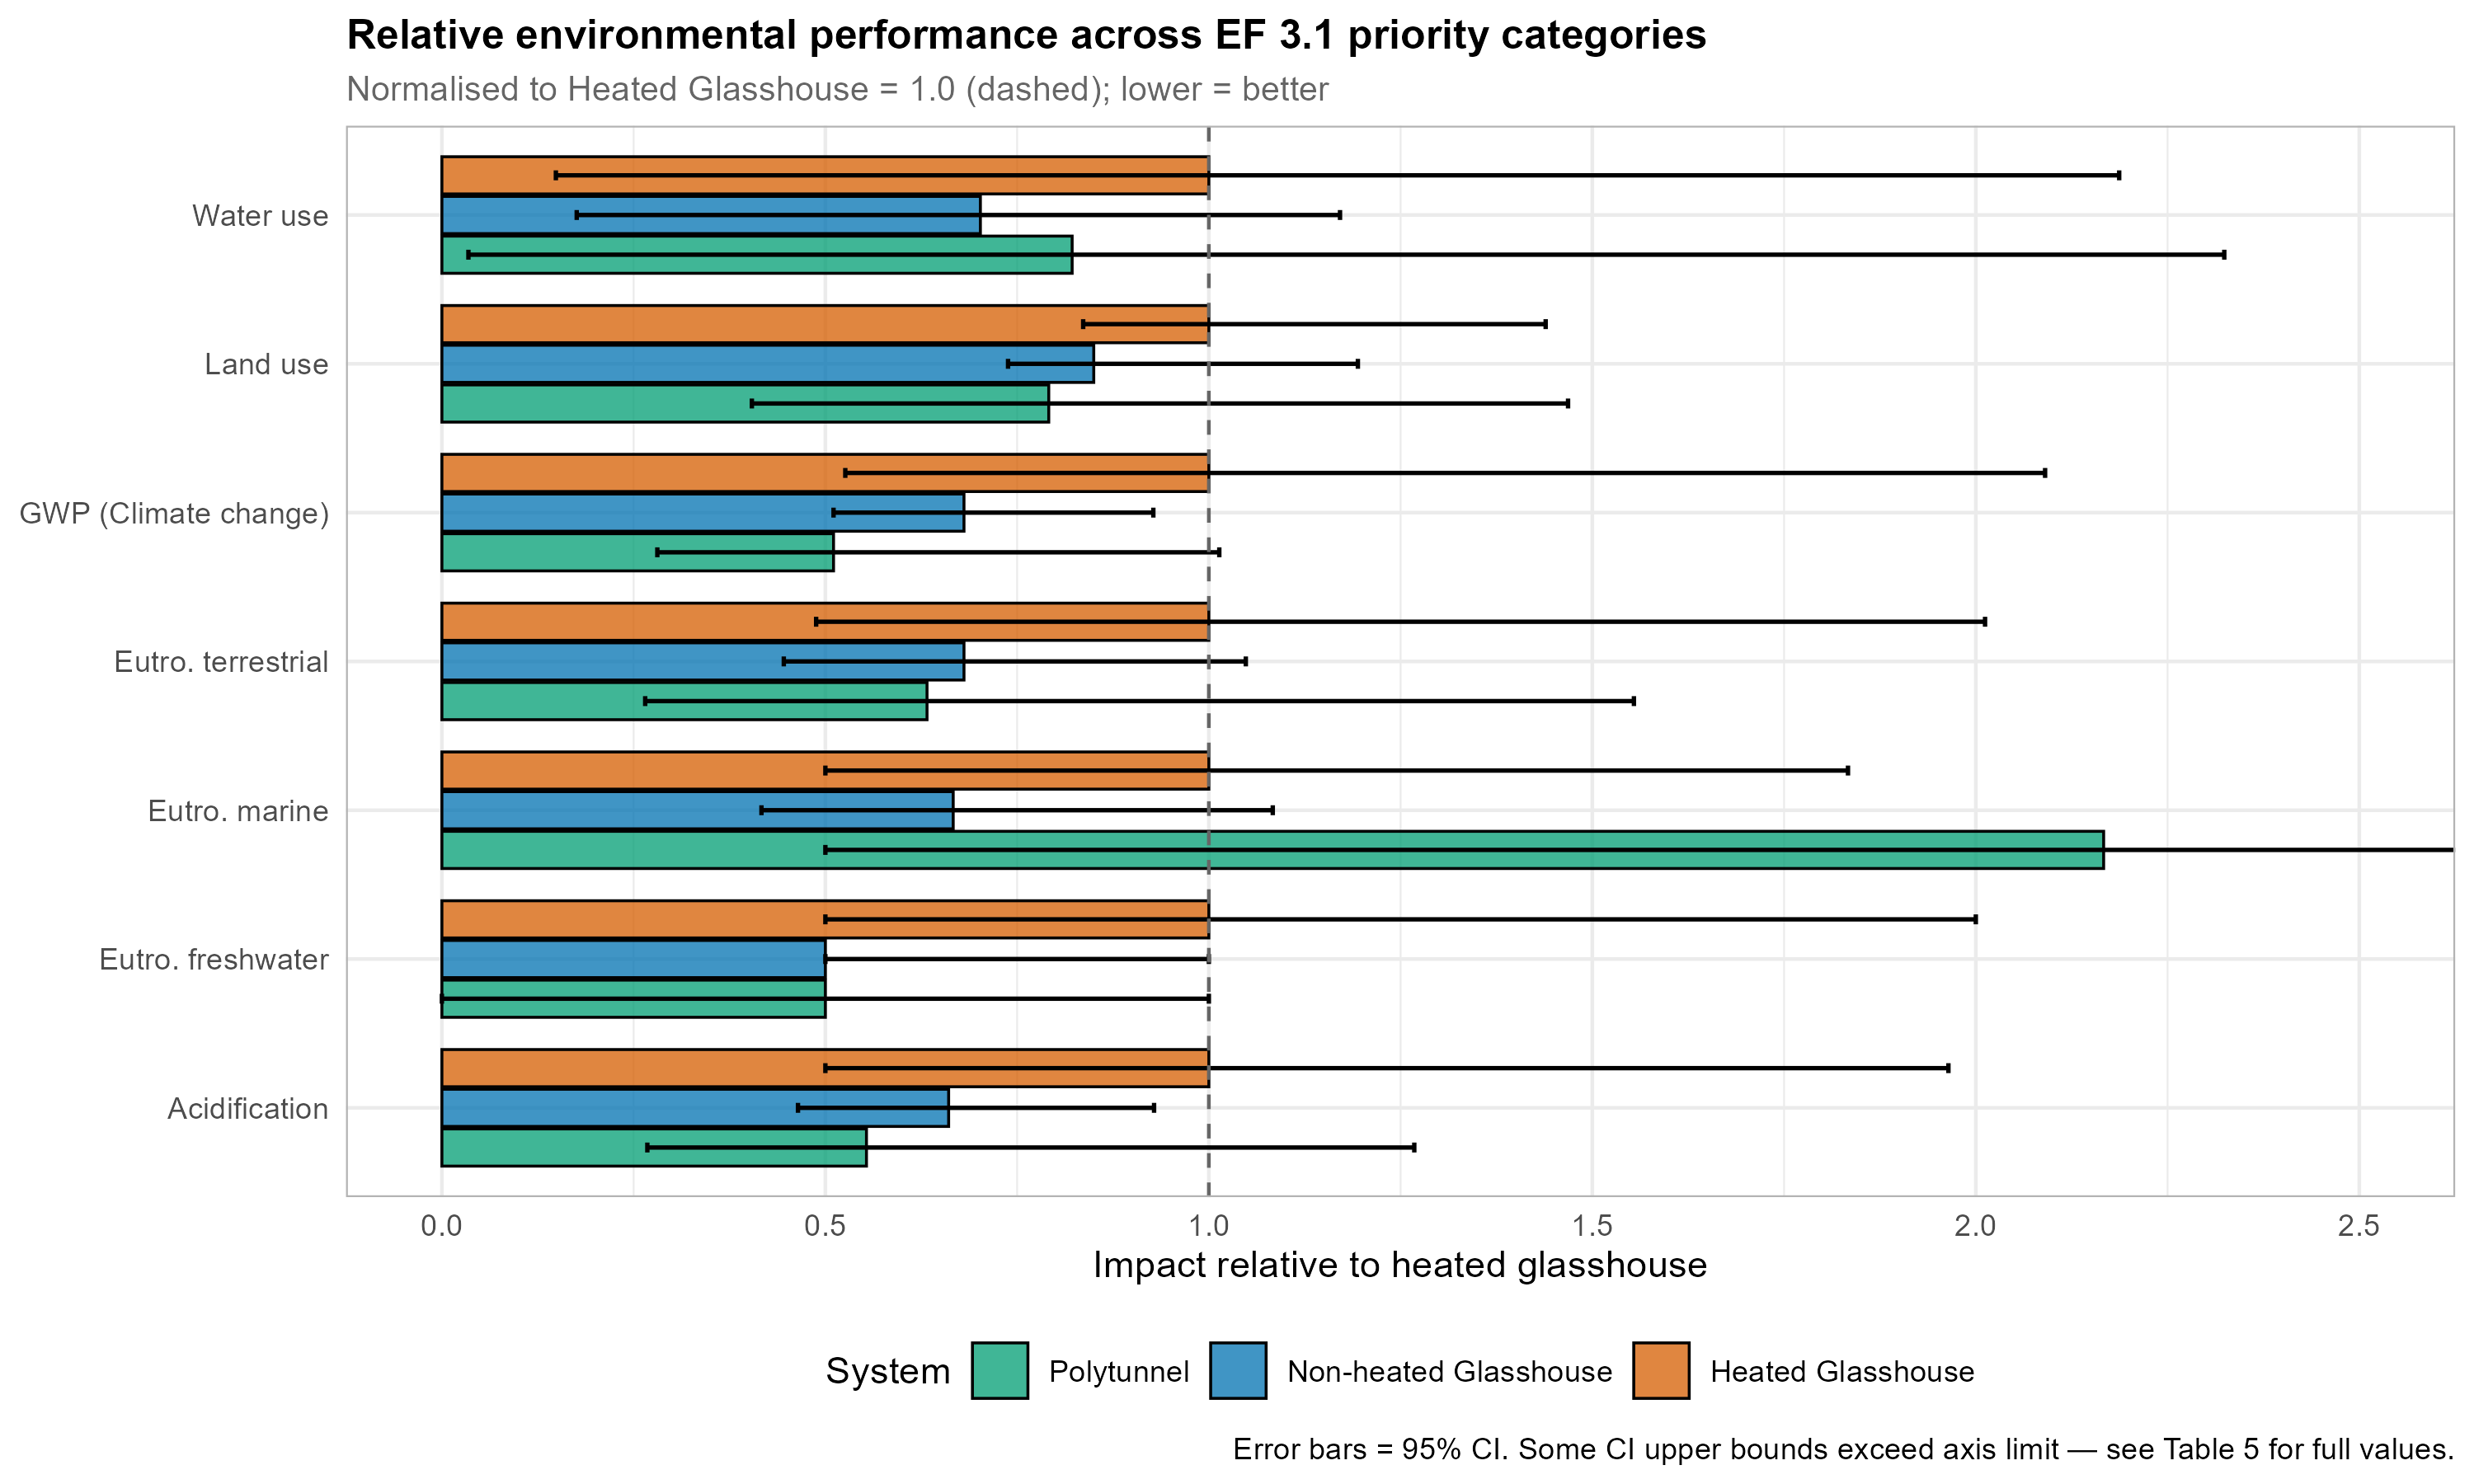 Relative environmental performance across EF 3.1 priority categories
Normalised to Heated Glasshouse = 1.0 (dashed); lower = better
Water use
Land use
GWP (Climate change)
Eutro. terrestrial
Eutro. marine
Eutro. freshwater
Acidification
0.0 0.5 1.0 1.5 2.0 2.5
Impact relative to heated glasshouse
System Polytunnel Non-heated Glasshouse Heated Glasshouse
Error bars = 95% CI. Some CI upper bounds exceed axis limit — see Table 5 for full values.